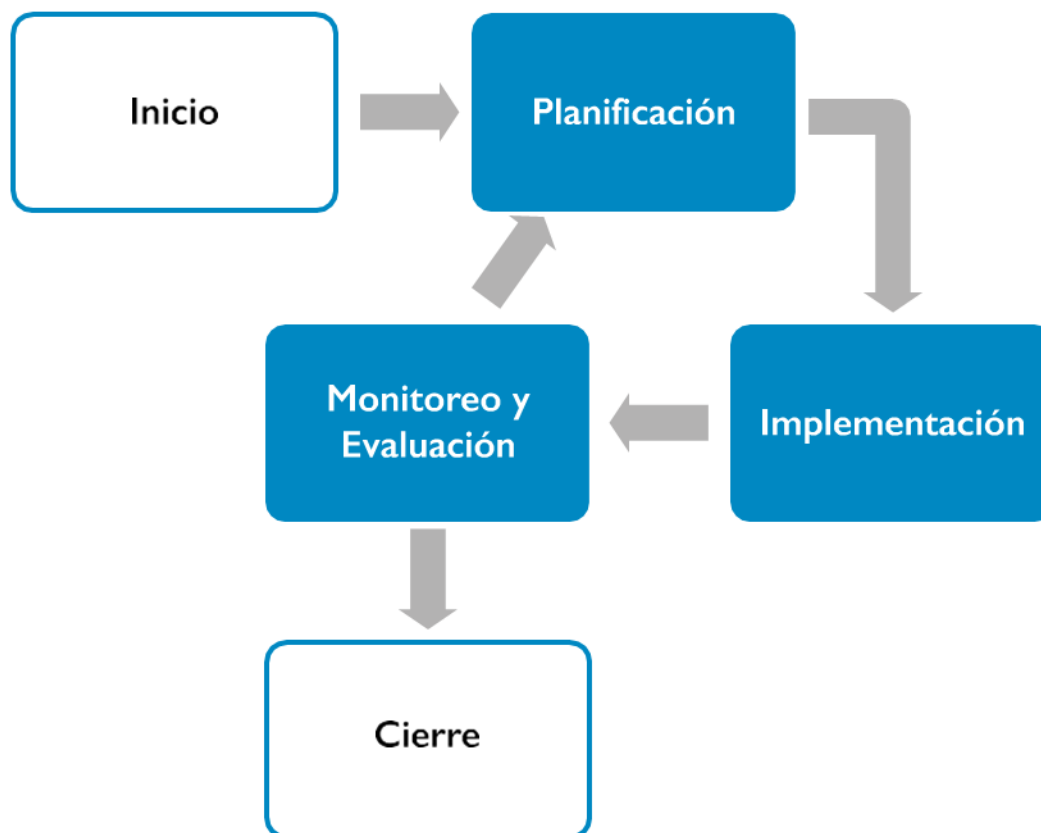 Inicio
Planificación
Monitoreo y
Evaluación
Implementación
Cierre